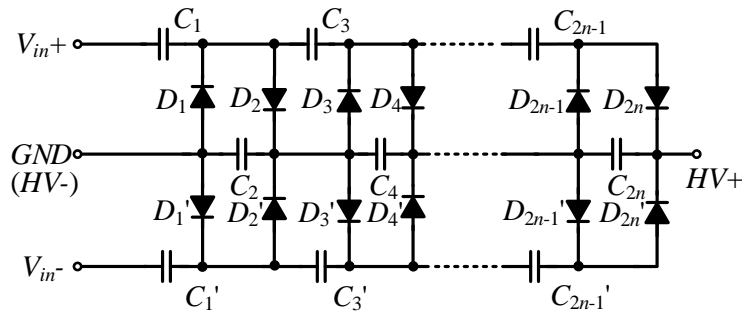 C₁ C₃ C₂ₙ₋₁
Vᵢₙ+
D₁ D₂ D₃ D₄ D₂ₙ₋₁ D₂ₙ
GND
(HV-)
C₂ C₄ C₂ₙ
HV+
D₁' D₂' D₃' D₄' D₂ₙ₋₁' D₂ₙ'
Vᵢₙ-
C₁' C₃' C₂ₙ₋₁'